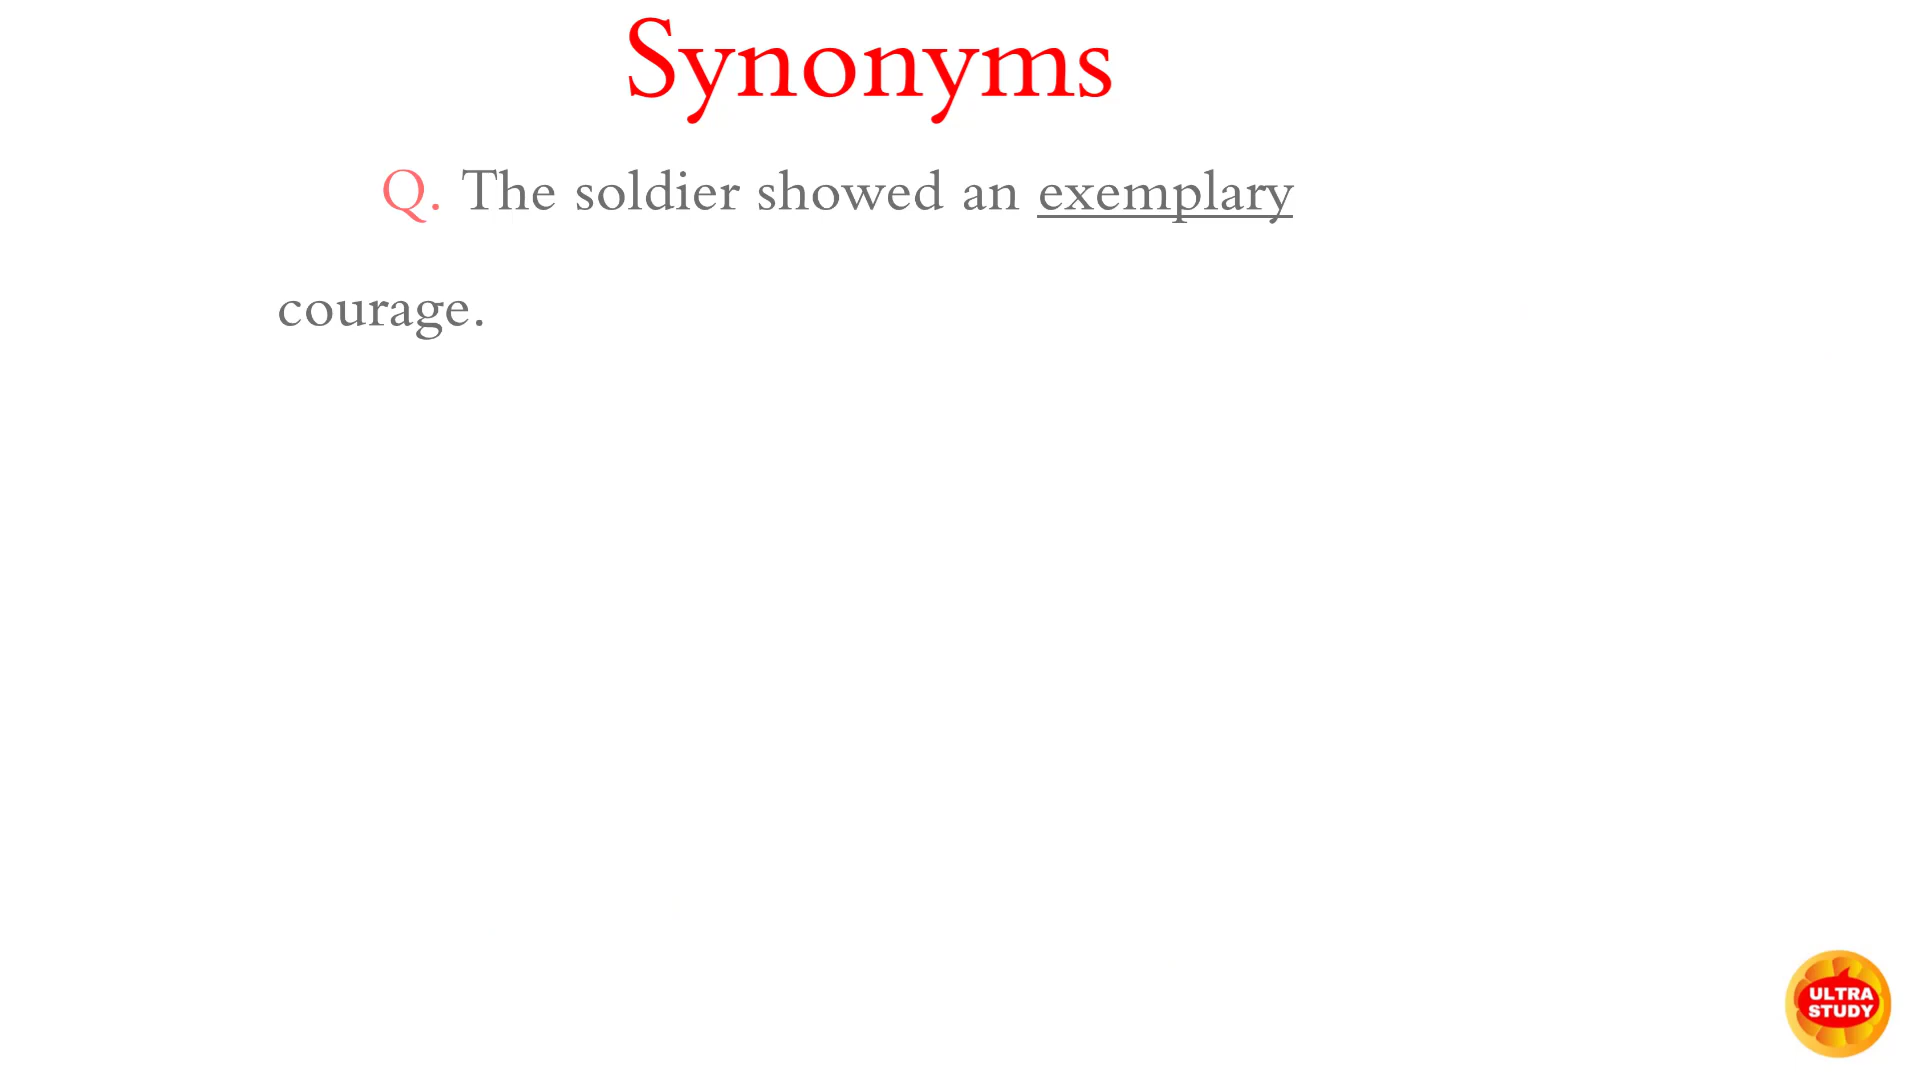 Synonyms
Q. The soldier showed an exemplary
courage.
ULTRA
STUDY